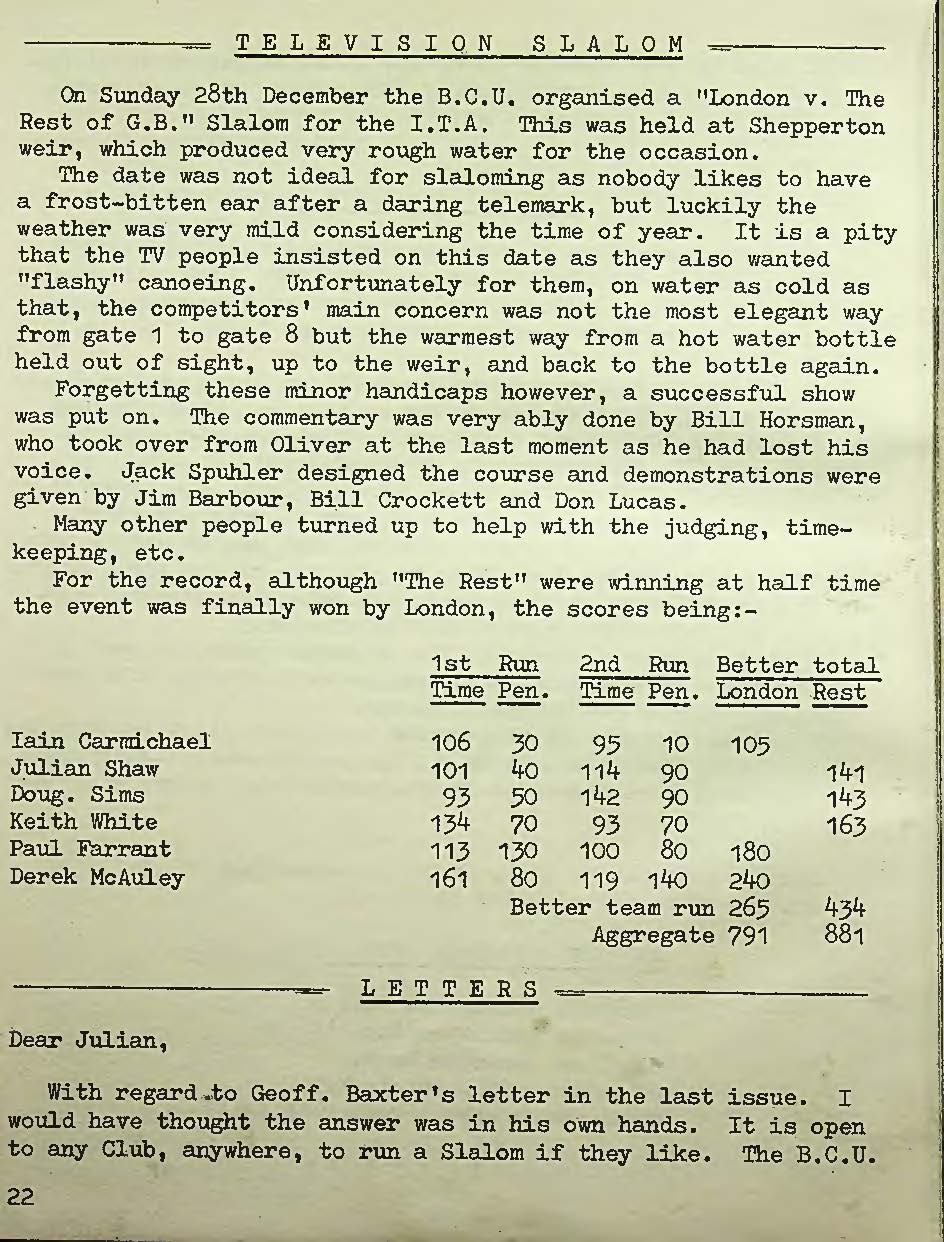 TELEVISION SLALOM
On Sunday 28th December the B.C.U. organised a "London v. The
Rest of G.B." Slalom for the I.T.A. This was held at Shepperton
weir, which produced very rough water for the occasion.
The date was not ideal for slaloming as nobody likes to have
a frost-bitten ear after a daring telemark, but luckily the
weather was very mild considering the time of year. It is a pity
that the TV people insisted on this date as they also wanted
"flashy" canoeing. Unfortunately for them, on water as cold as
that, the competitors' main concern was not the most elegant way
from gate 1 to gate 8 but the warmest way from a hot water bottle
held out of sight, up to the weir, and back to the bottle again.
Forgetting these minor handicaps however, a successful show
was put on. The commentary was very ably done by Bill Horsman,
who took over from Oliver at the last moment as he had lost his
voice. Jack Spuhler designed the course and demonstrations were
given by Jim Barbour, Bill Crockett and Don Lucas.
Many other people turned up to help with the judging, time-
keeping, etc.
For the record, although "The Rest" were winning at half time
the event was finally won by London, the scores being:-
1st Run 2nd Run Better total
Time Pen. Time Pen. London Rest
Iain Carmichael 106 30 95 10 105
Julian Shaw 101 40 114 90 141
Doug. Sims 93 50 142 90 143
Keith White 134 70 93 70 163
Paul Farrant 113 130 100 80 180
Derek McAuley 161 80 119 140 240
Better team run 265 434
Aggregate 791 881
LETTERS
Dear Julian,
With regard to Geoff. Baxter's letter in the last issue. I
would have thought the answer was in his own hands. It is open
to any Club, anywhere, to run a Slalom if they like. The B.C.U.
22